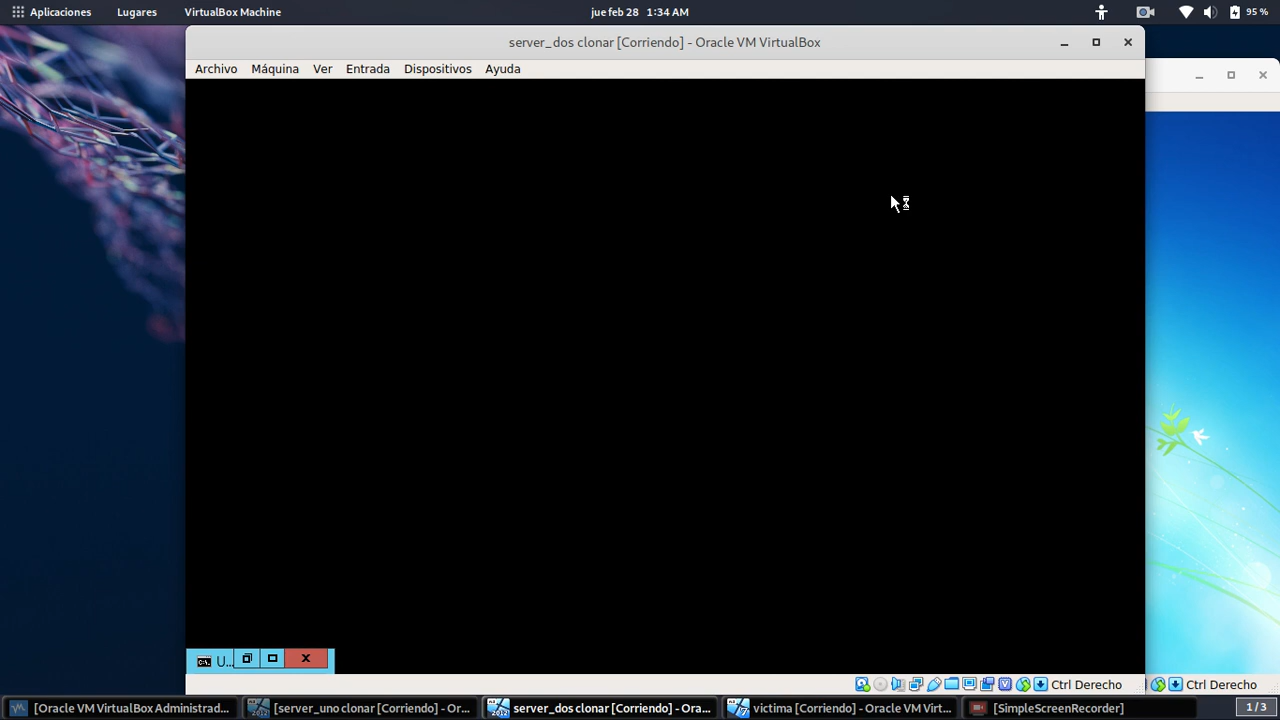 Aplicaciones Lugares VirtualBox Machine jue feb 28 1:34 AM 95 %
server_dos clonar [Corriendo] - Oracle VM VirtualBox
Archivo Máquina Ver Entrada Dispositivos Ayuda
U...
Ctrl Derecho Ctrl Derecho
[Oracle VM VirtualBox Administrad... [server_uno clonar [Corriendo] - Or... server_dos clonar [Corriendo] - Ora... victima [Corriendo] - Oracle VM Virt... [SimpleScreenRecorder] 1 / 3